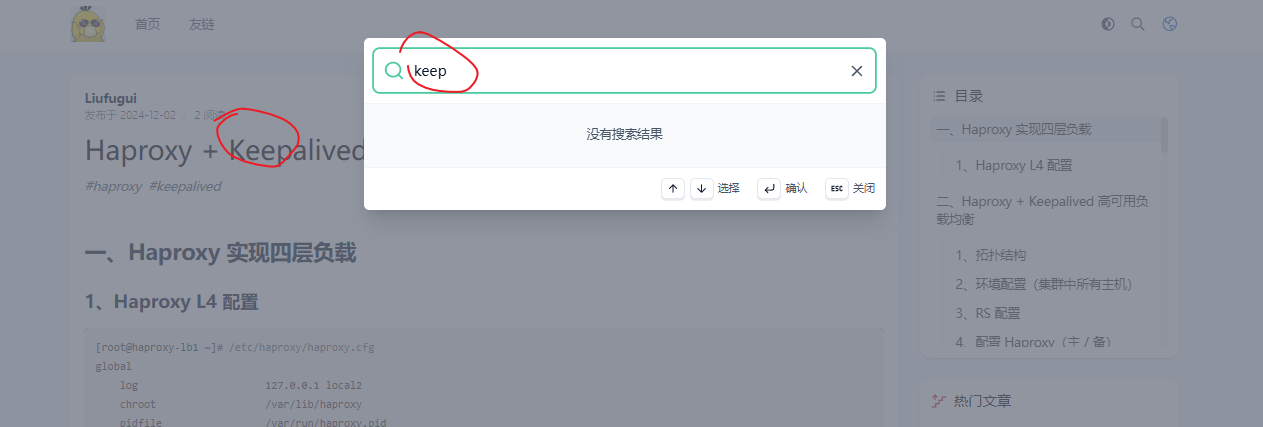 首页 友链
keep
没有搜索结果
选择 确认 ESC 关闭
Liufugui
发布于 2024-12-02 / 2 阅读
Haproxy + Keepalived
#haproxy #keepalived
一、Haproxy 实现四层负载
1、Haproxy L4 配置
[root@haproxy-lb1 ~]# /etc/haproxy/haproxy.cfg
global
log 127.0.0.1 local2
chroot /var/lib/haproxy
pidfile /var/run/haproxy.pid
目录
一、Haproxy 实现四层负载
1、Haproxy L4 配置
二、Haproxy + Keepalived 高可用负
载均衡
1、拓扑结构
2、环境配置（集群中所有主机）
3、RS 配置
4、配置 Haproxy（主 / 备）
热门文章